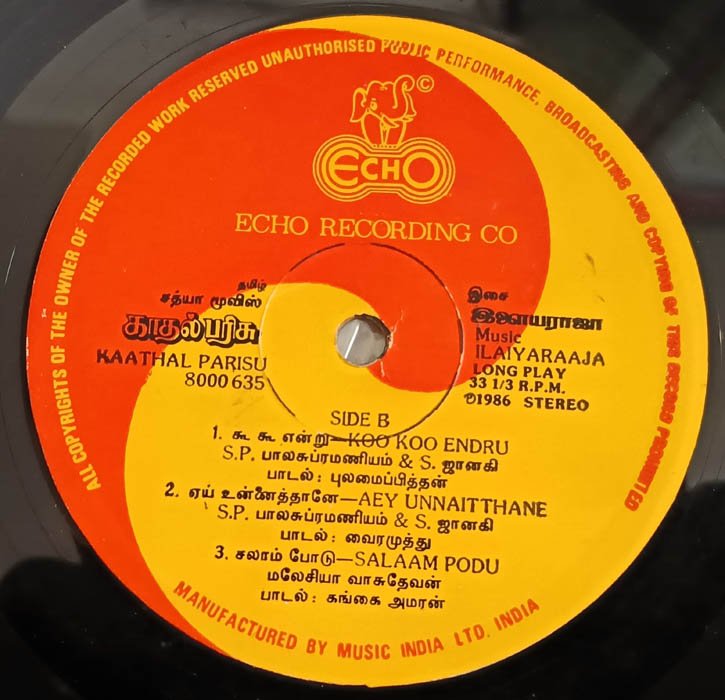 ALL COPYRIGHTS OF THE OWNER OF THE RECORDED WORK RESERVED UNAUTHORISED PUBLIC PERFORMANCE, BROADCASTING AND COPYING OF THIS RECORD PROHIBITED
©
ECHO
ECHO RECORDING CO
தமிழ்
சத்யா மூவிஸ்
காதல் பரிசு
KAATHAL PARISU
8000 635
இசை
இளையராஜா
Music
ILAIYARAAJA
LONG PLAY
33 1/3 R.P.M.
℗1986 STEREO
SIDE B
1. கூ கூ என்று—KOO KOO ENDRU
S.P. பாலசுப்ரமணியம் & S. ஜானகி
பாடல் : புலமைப்பித்தன்
2. ஏய் உன்னைத்தானே—AEY UNNAITTHANE
S.P. பாலசுப்ரமணியம் & S. ஜானகி
பாடல் : வைரமுத்து
3. சலாம் போடு—SALAAM PODU
மலேசியா வாசுதேவன்
பாடல் : கங்கை அமரன்
MANUFACTURED BY MUSIC INDIA LTD. INDIA